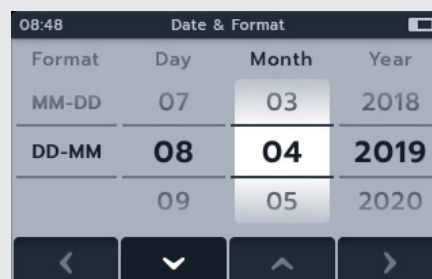 08:48 Date & Format
Format Day Month Year
MM-DD 07 03 2018
DD-MM 08 04 2019
09 05 2020